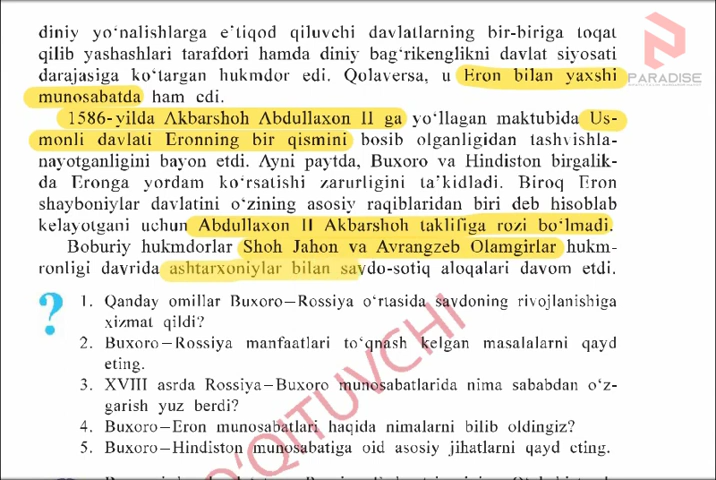 diniy yo‘nalishlarga e’tiqod qiluvchi davlatlarning bir-biriga toqat
qilib yashashlari tarafdori hamda diniy bag‘rikenglikni davlat siyosati
darajasiga ko‘targan hukmdor edi. Qolaversa, u Eron bilan yaxshi
munosabatda ham edi.
PARADISE
1586-yilda Akbarshoh Abdullaxon II ga yo‘llagan maktubida Us-
monli davlati Eronning bir qismini bosib olganligidan tashvishla-
nayotganligini bayon etdi. Ayni paytda, Buxoro va Hindiston birgalik-
da Eronga yordam ko‘rsatishi zarurligini ta’kidladi. Biroq Eron
shayboniylar davlatini o‘zining asosiy raqiblaridan biri deb hisoblab
kelayotgani uchun Abdullaxon II Akbarshoh taklifiga rozi bo‘lmadi.
Boburiy hukmdorlar Shoh Jahon va Avrangzeb Olamgirlar hukm-
ronligi davrida ashtarxoniylar bilan savdo-sotiq aloqalari davom etdi.
? 1. Qanday omillar Buxoro—Rossiya o‘rtasida savdoning rivojlanishiga
xizmat qildi?
2. Buxoro—Rossiya manfaatlari to‘qnash kelgan masalalarni qayd
eting.
3. XVIII asrda Rossiya—Buxoro munosabatlarida nima sababdan o‘z-
garish yuz berdi?
4. Buxoro—Eron munosabatlari haqida nimalarni bilib oldingiz?
5. Buxoro—Hindiston munosabatiga oid asosiy jihatlarni qayd eting.
O‘QITUVCHI